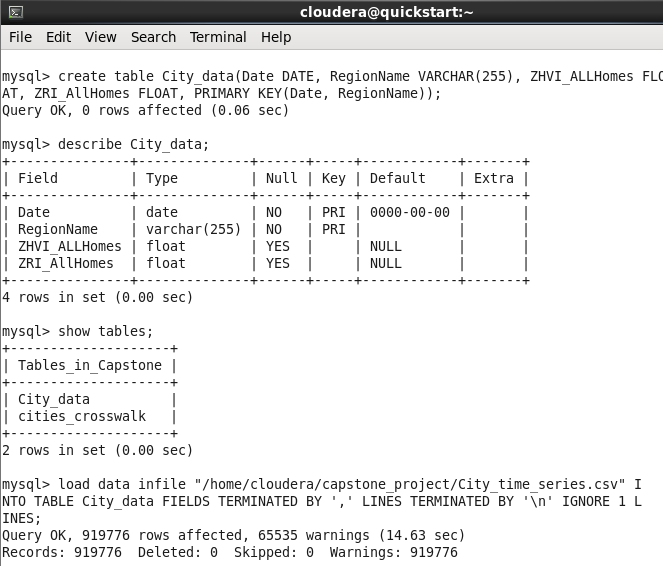 cloudera@quickstart:~
File Edit View Search Terminal Help
mysql> create table City_data(Date DATE, RegionName VARCHAR(255), ZHVI_ALLHomes FLO
AT, ZRI_AllHomes FLOAT, PRIMARY KEY(Date, RegionName));
Query OK, 0 rows affected (0.06 sec)
mysql> describe City_data;
+---------------+--------------+------+-----+------------+-------+
| Field         | Type         | Null | Key | Default    | Extra |
+---------------+--------------+------+-----+------------+-------+
| Date          | date         | NO   | PRI | 0000-00-00 |       |
| RegionName    | varchar(255) | NO   | PRI |            |       |
| ZHVI_ALLHomes | float        | YES  |     | NULL       |       |
| ZRI_AllHomes  | float        | YES  |     | NULL       |       |
+---------------+--------------+------+-----+------------+-------+
4 rows in set (0.00 sec)
mysql> show tables;
+--------------------+
| Tables_in_Capstone |
+--------------------+
| City_data          |
| cities_crosswalk   |
+--------------------+
2 rows in set (0.00 sec)
mysql> load data infile "/home/cloudera/capstone_project/City_time_series.csv" I
NTO TABLE City_data FIELDS TERMINATED BY ',' LINES TERMINATED BY '\n' IGNORE 1 L
INES;
Query OK, 919776 rows affected, 65535 warnings (14.63 sec)
Records: 919776  Deleted: 0  Skipped: 0  Warnings: 919776